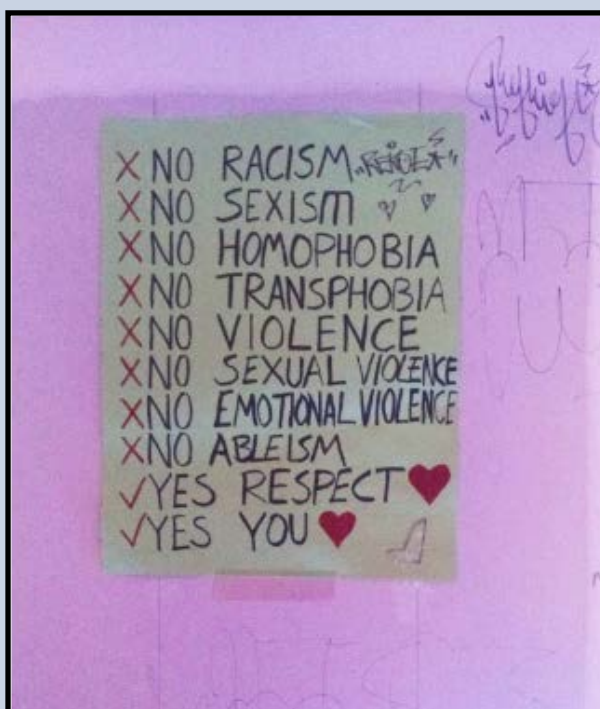 X NO RACISM
X NO SEXISM
X NO HOMOPHOBIA
X NO TRANSPHOBIA
X NO VIOLENCE
X NO SEXUAL VIOLENCE
X NO EMOTIONAL VIOLENCE
X NO ABLEISM
✓ YES RESPECT ♥
✓ YES YOU ♥